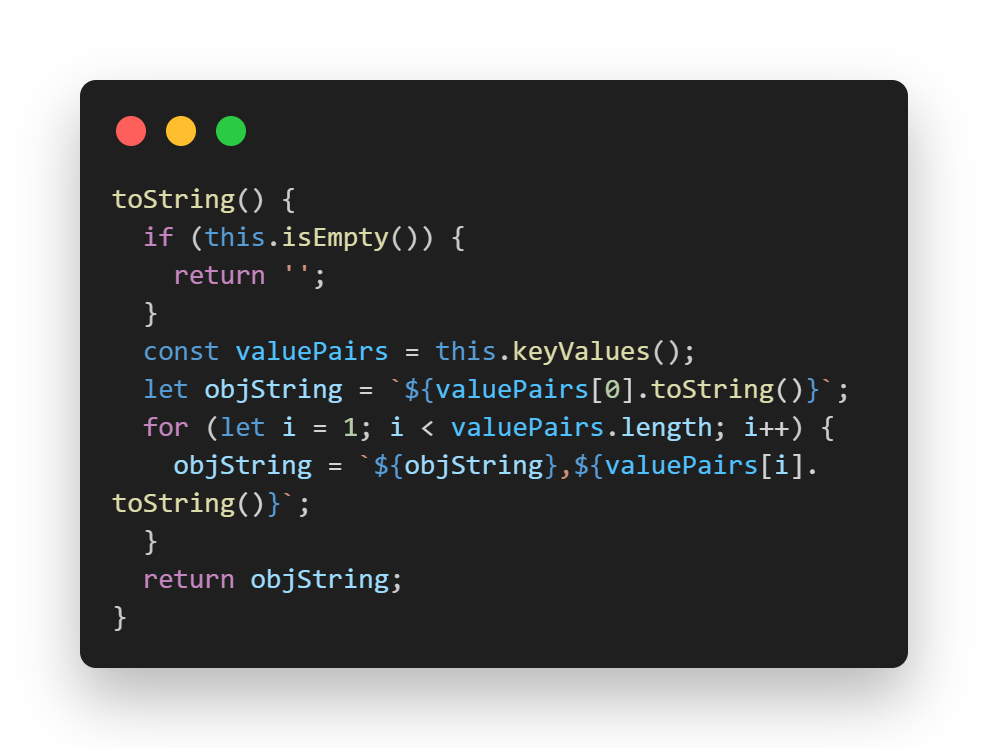 toString() {
  if (this.isEmpty()) {
    return '';
  }
  const valuePairs = this.keyValues();
  let objString = `${valuePairs[0].toString()}`;
  for (let i = 1; i < valuePairs.length; i++) {
    objString = `${objString},${valuePairs[i].
toString()}`;
  }
  return objString;
}